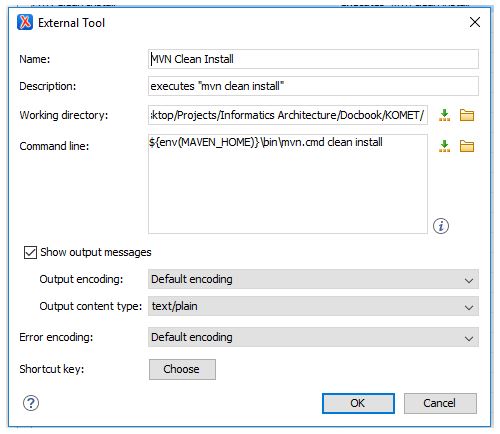 External Tool
Name:
MVN Clean Install
Description:
executes "mvn clean install"
Working directory:
sktop/Projects/Informatics Architecture/Docbook/KOMET/
Command line:
${env(MAVEN_HOME)}\bin\mvn.cmd clean install
Show output messages
Output encoding:
Default encoding
Output content type:
text/plain
Error encoding:
Default encoding
Shortcut key:
Choose
OK
Cancel